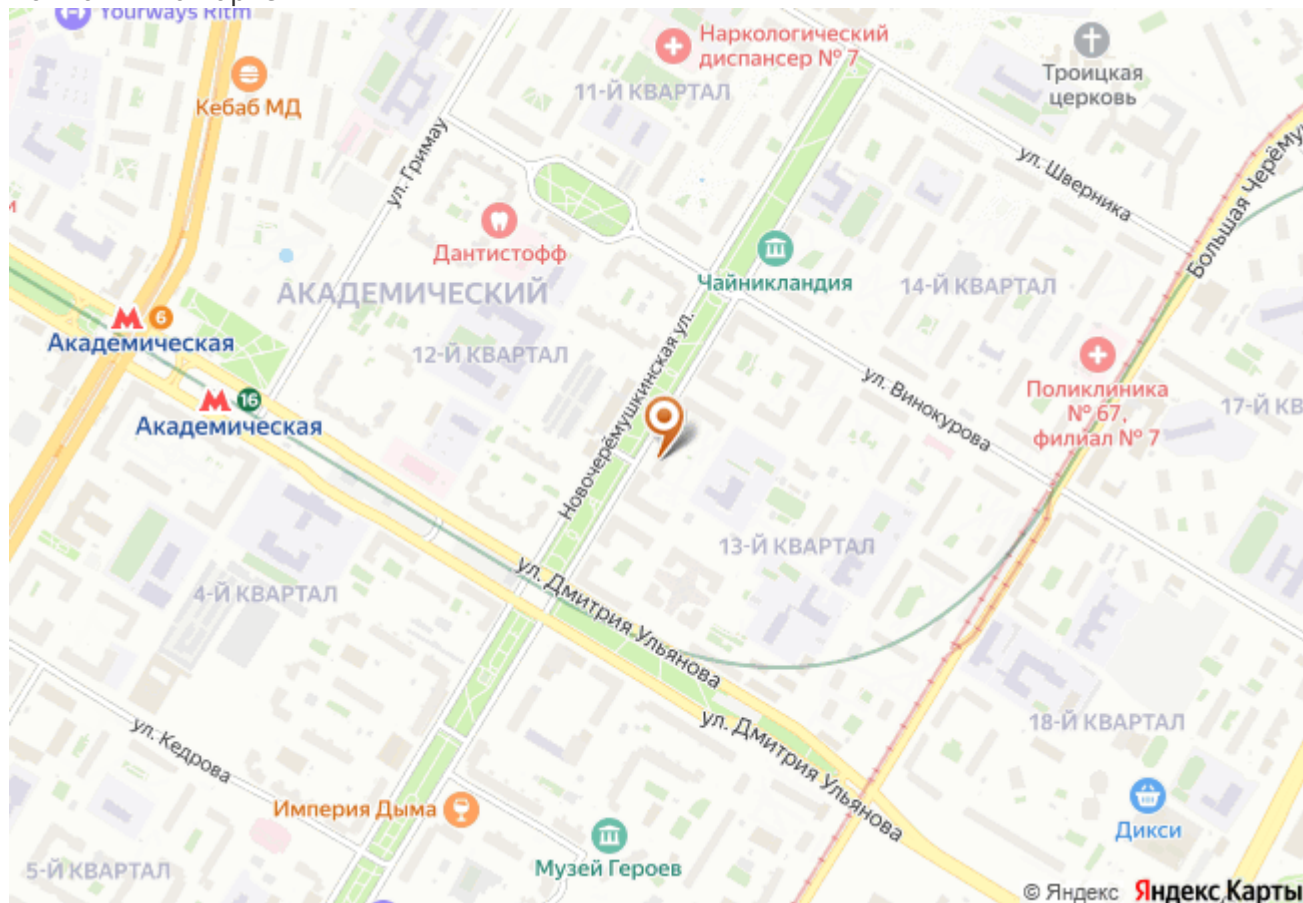 Yourways Ritm
Наркологический
диспансер № 7
Троицкая
церковь
Кебаб МД
11-Й КВАРТАЛ
ул. Гримау
ул. Шверника
Большая Черёму
Дантистофф
Чайникландия
14-Й КВАРТАЛ
АКАДЕМИЧЕСКИЙ
6
Академическая
12-Й КВАРТАЛ
Новочерёмушкинская ул.
ул. Винокурова
Поликлиника
№ 67,
филиал № 7
17-Й КВ
16
Академическая
13-Й КВАРТАЛ
4-Й КВАРТАЛ
ул. Дмитрия Ульянова
ул. Дмитрия Ульянова
18-Й КВАРТАЛ
ул. Кедрова
Империя Дыма
Дикси
Музей Героев
5-Й КВАРТАЛ
© Яндекс Яндекс Карты